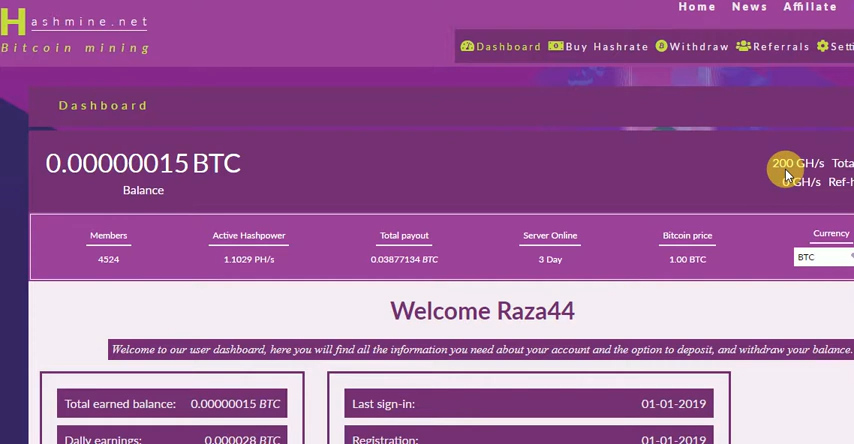 Home News Affilate
Hashmine.net
Bitcoin mining
Dashboard Buy Hashrate Withdraw Referrals
Dashboard
0.00000015 BTC
Balance
200 GH/s
0 GH/s
Members Active Hashpower Total payout Server Online Bitcoin price Currency
4524 1.1029 PH/s 0.03877134 BTC 3 Day 1.00 BTC BTC
Welcome Raza44
Welcome to our user dashboard, here you will find all the information you need about your account and the option to deposit, and withdraw your balance.
Total earned balance: 0.00000015 BTC Last sign-in: 01-01-2019
Daily earnings: 0.000028 BTC Registration: 01-01-2019